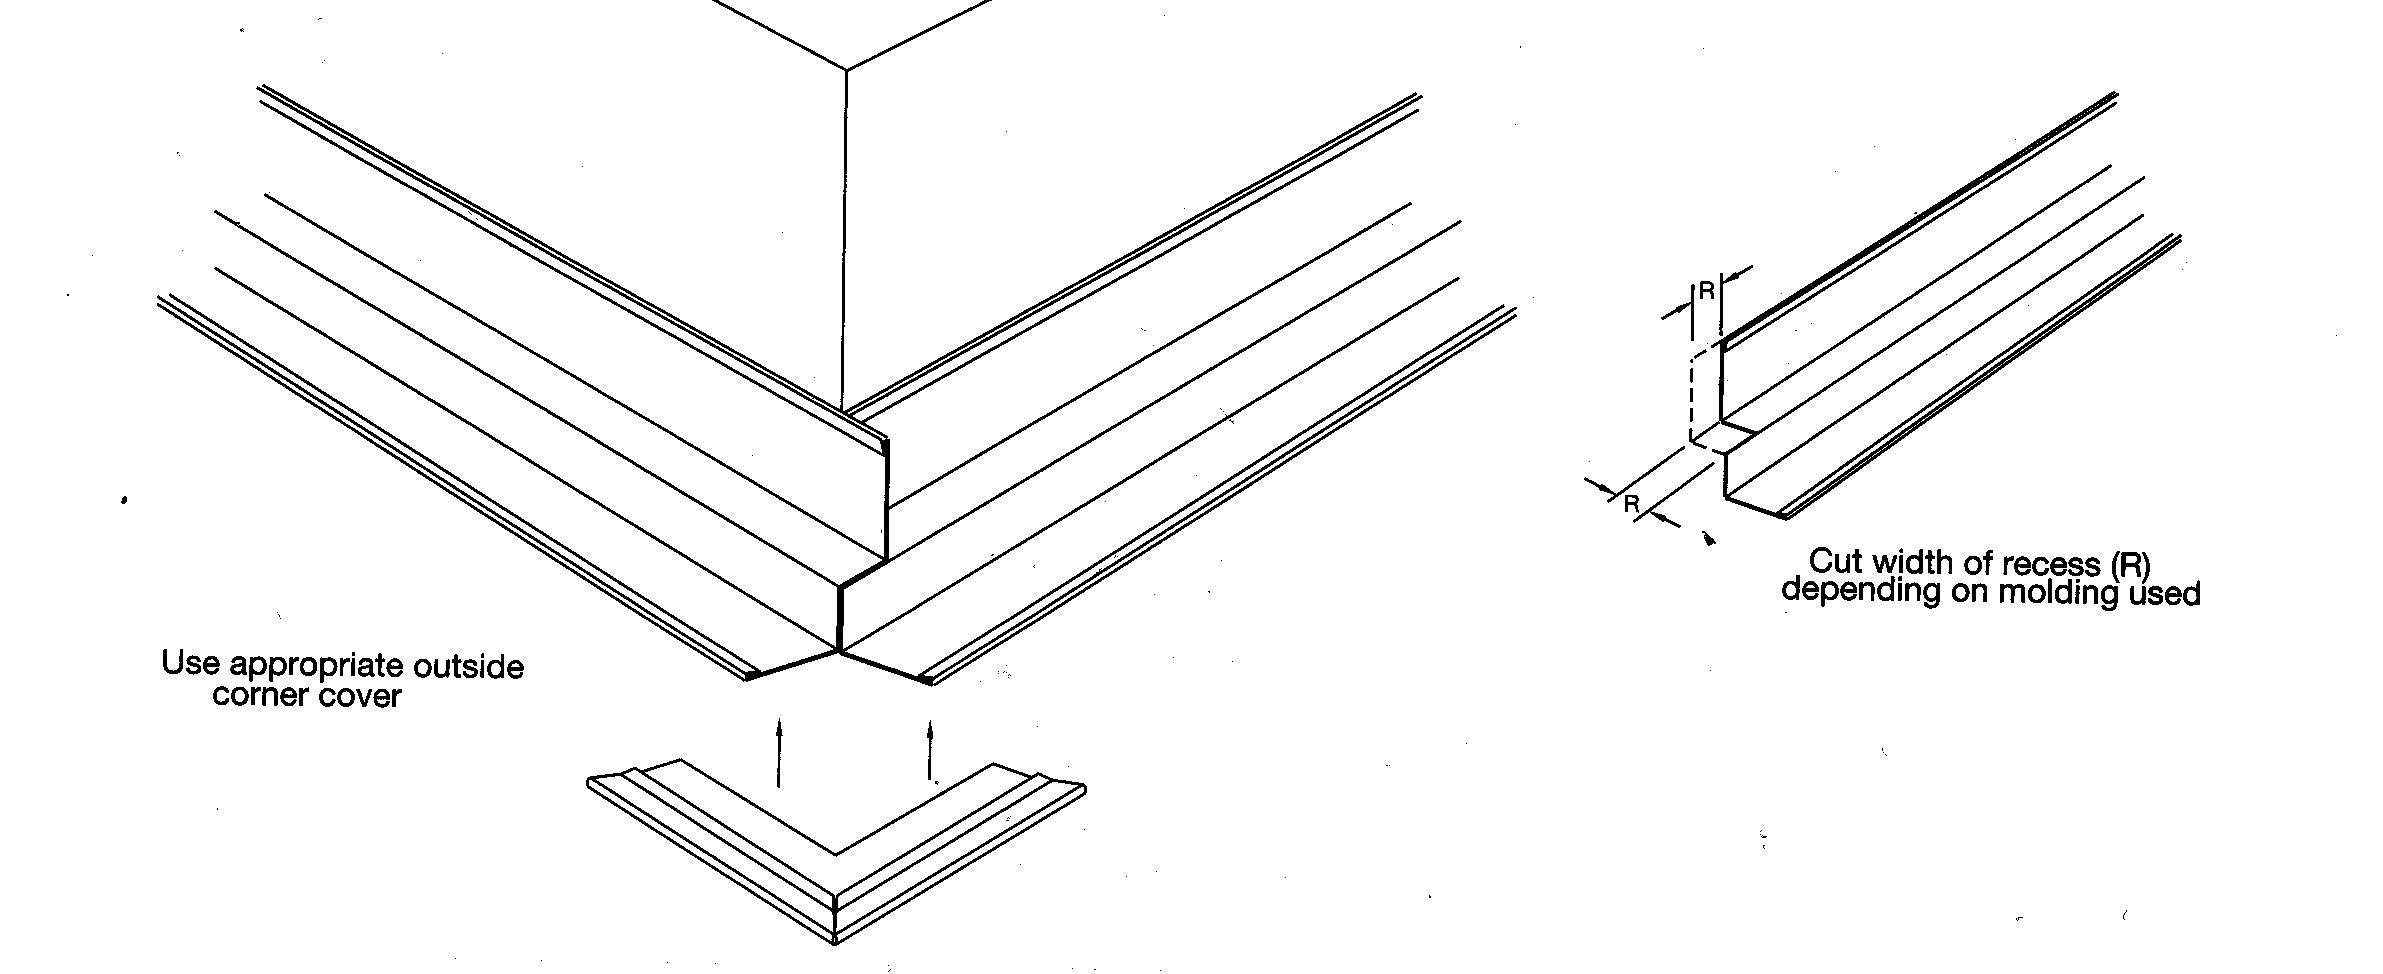 R
R
Cut width of recess (R)
depending on molding used
Use appropriate outside
corner cover